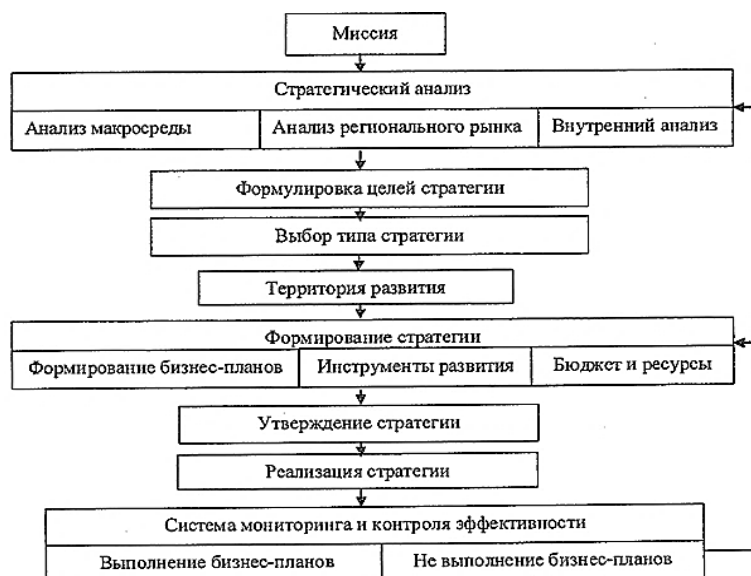 Миссия
Стратегический анализ
Анализ макросреды
Анализ регионального рынка
Внутренний анализ
Формулировка целей стратегии
Выбор типа стратегии
Территория развития
Формирование стратегии
Формирование бизнес-планов
Инструменты развития
Бюджет и ресурсы
Утверждение стратегии
Реализация стратегии
Система мониторинга и контроля эффективности
Выполнение бизнес-планов
Не выполнение бизнес-планов